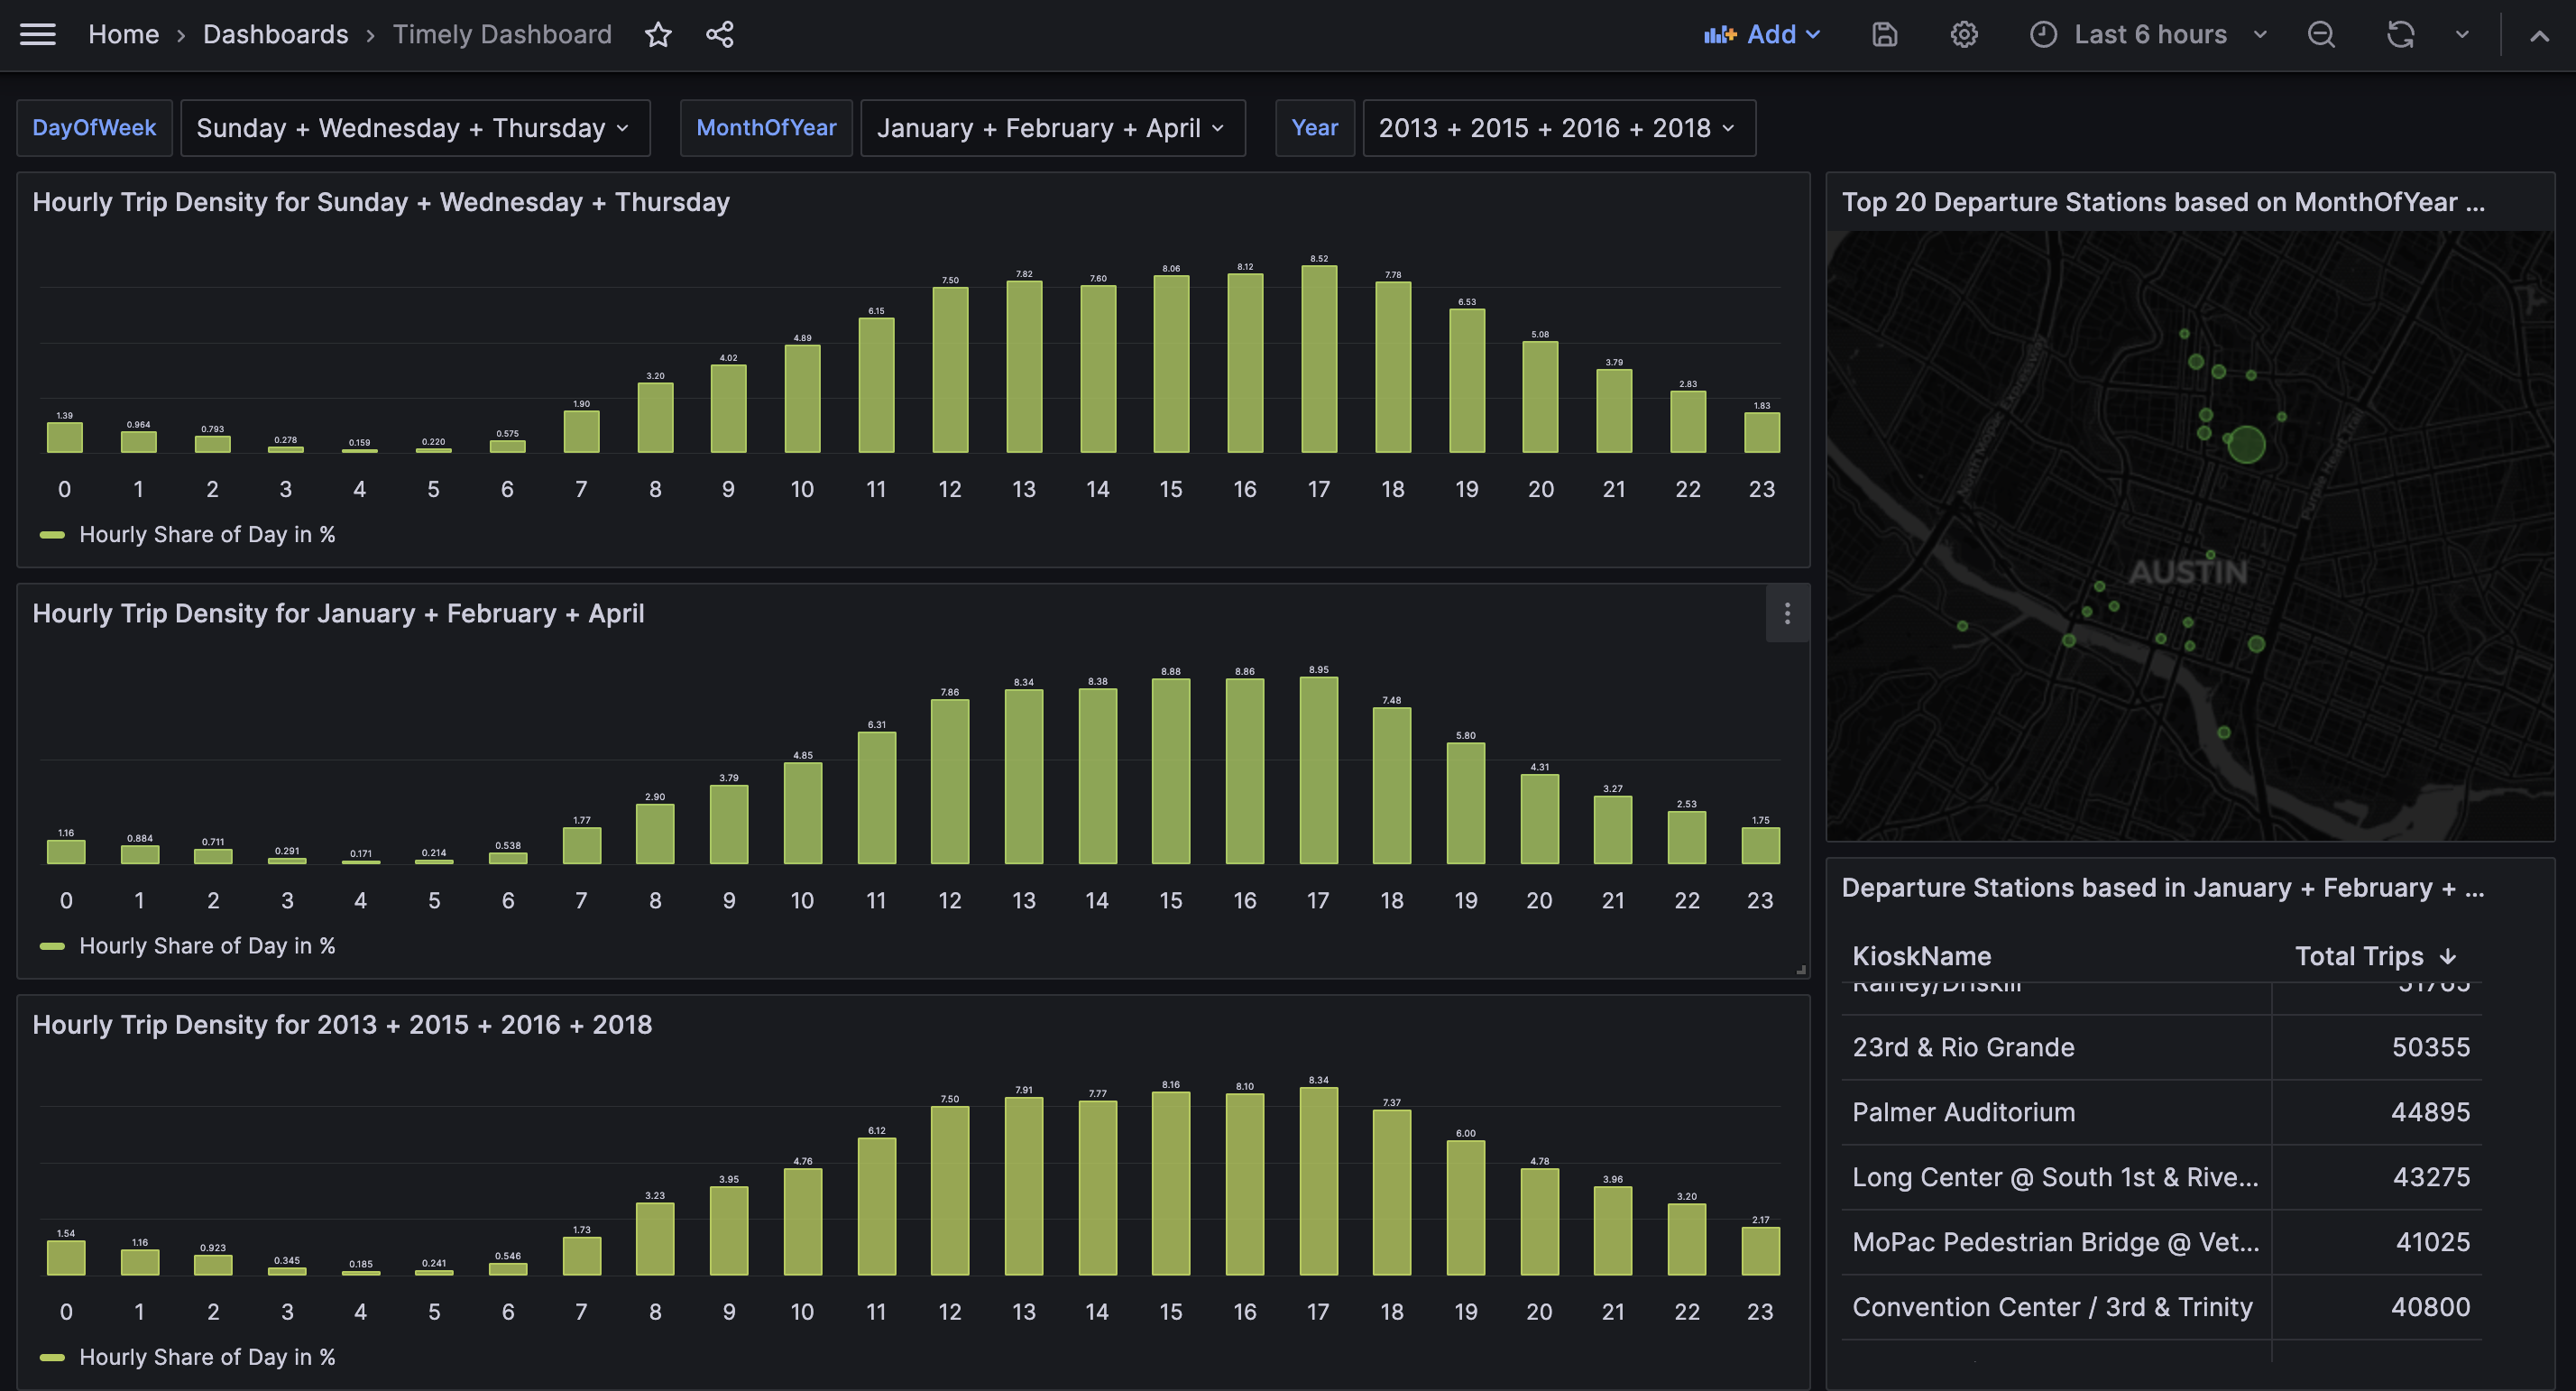 Home › Dashboards › Timely Dashboard
Add
Last 6 hours
DayOfWeek Sunday + Wednesday + Thursday
MonthOfYear January + February + April
Year 2013 + 2015 + 2016 + 2018
Hourly Trip Density for Sunday + Wednesday + Thursday
1.39 0.964 0.793 0.278 0.159 0.220 0.575 1.90 3.20 4.02 4.89 6.15 7.50 7.82 7.60 8.06 8.12 8.52 7.78 6.53 5.08 3.79 2.83 1.83
0 1 2 3 4 5 6 7 8 9 10 11 12 13 14 15 16 17 18 19 20 21 22 23
Hourly Share of Day in %
Hourly Trip Density for January + February + April
1.16 0.884 0.711 0.291 0.171 0.214 0.538 1.77 2.90 3.79 4.85 6.31 7.86 8.34 8.38 8.88 8.86 8.95 7.48 5.80 4.31 3.27 2.53 1.75
0 1 2 3 4 5 6 7 8 9 10 11 12 13 14 15 16 17 18 19 20 21 22 23
Hourly Share of Day in %
Hourly Trip Density for 2013 + 2015 + 2016 + 2018
1.54 1.16 0.923 0.345 0.185 0.241 0.546 1.73 3.23 3.95 4.76 6.12 7.50 7.91 7.77 8.16 8.10 8.34 7.37 6.00 4.78 3.96 3.20 2.17
0 1 2 3 4 5 6 7 8 9 10 11 12 13 14 15 16 17 18 19 20 21 22 23
Hourly Share of Day in %
Top 20 Departure Stations based on MonthOfYear ...
North Mopac Expressway
Purple Heart Trail
AUSTIN
Departure Stations based in January + February + ...
KioskName Total Trips
Rainey/Driskill
23rd & Rio Grande 50355
Palmer Auditorium 44895
Long Center @ South 1st & Rive... 43275
MoPac Pedestrian Bridge @ Vet... 41025
Convention Center / 3rd & Trinity 40800